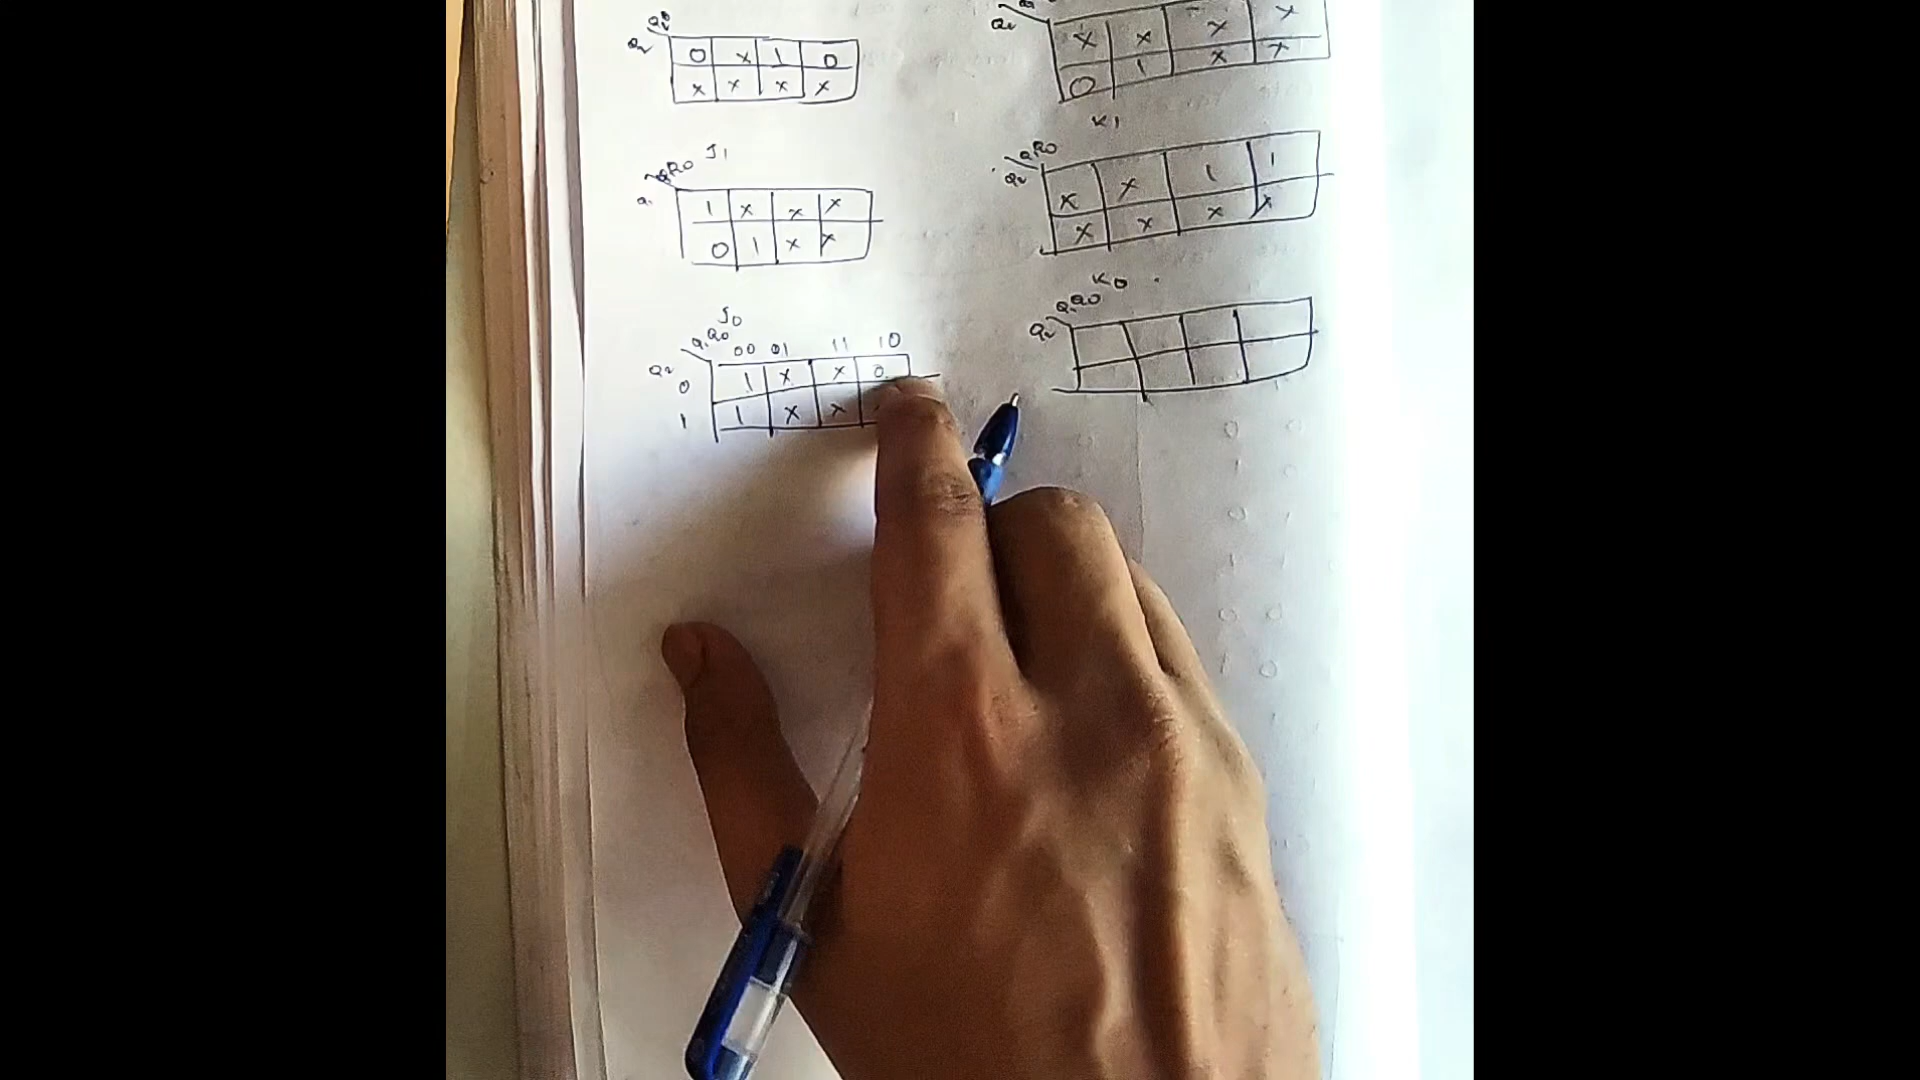 Q2
0 x 1 0
x x x x
Q2
x x x x
0 1 x x
J1
Q1Q0
1 x x x
0 1 x x
K1
Q1Q0
Q2
x x 1 1
x x x x
J0
Q1Q0
00 01 11 10
Q2
0 1 x x 0
1 1 x x
K0
Q1Q0
Q2